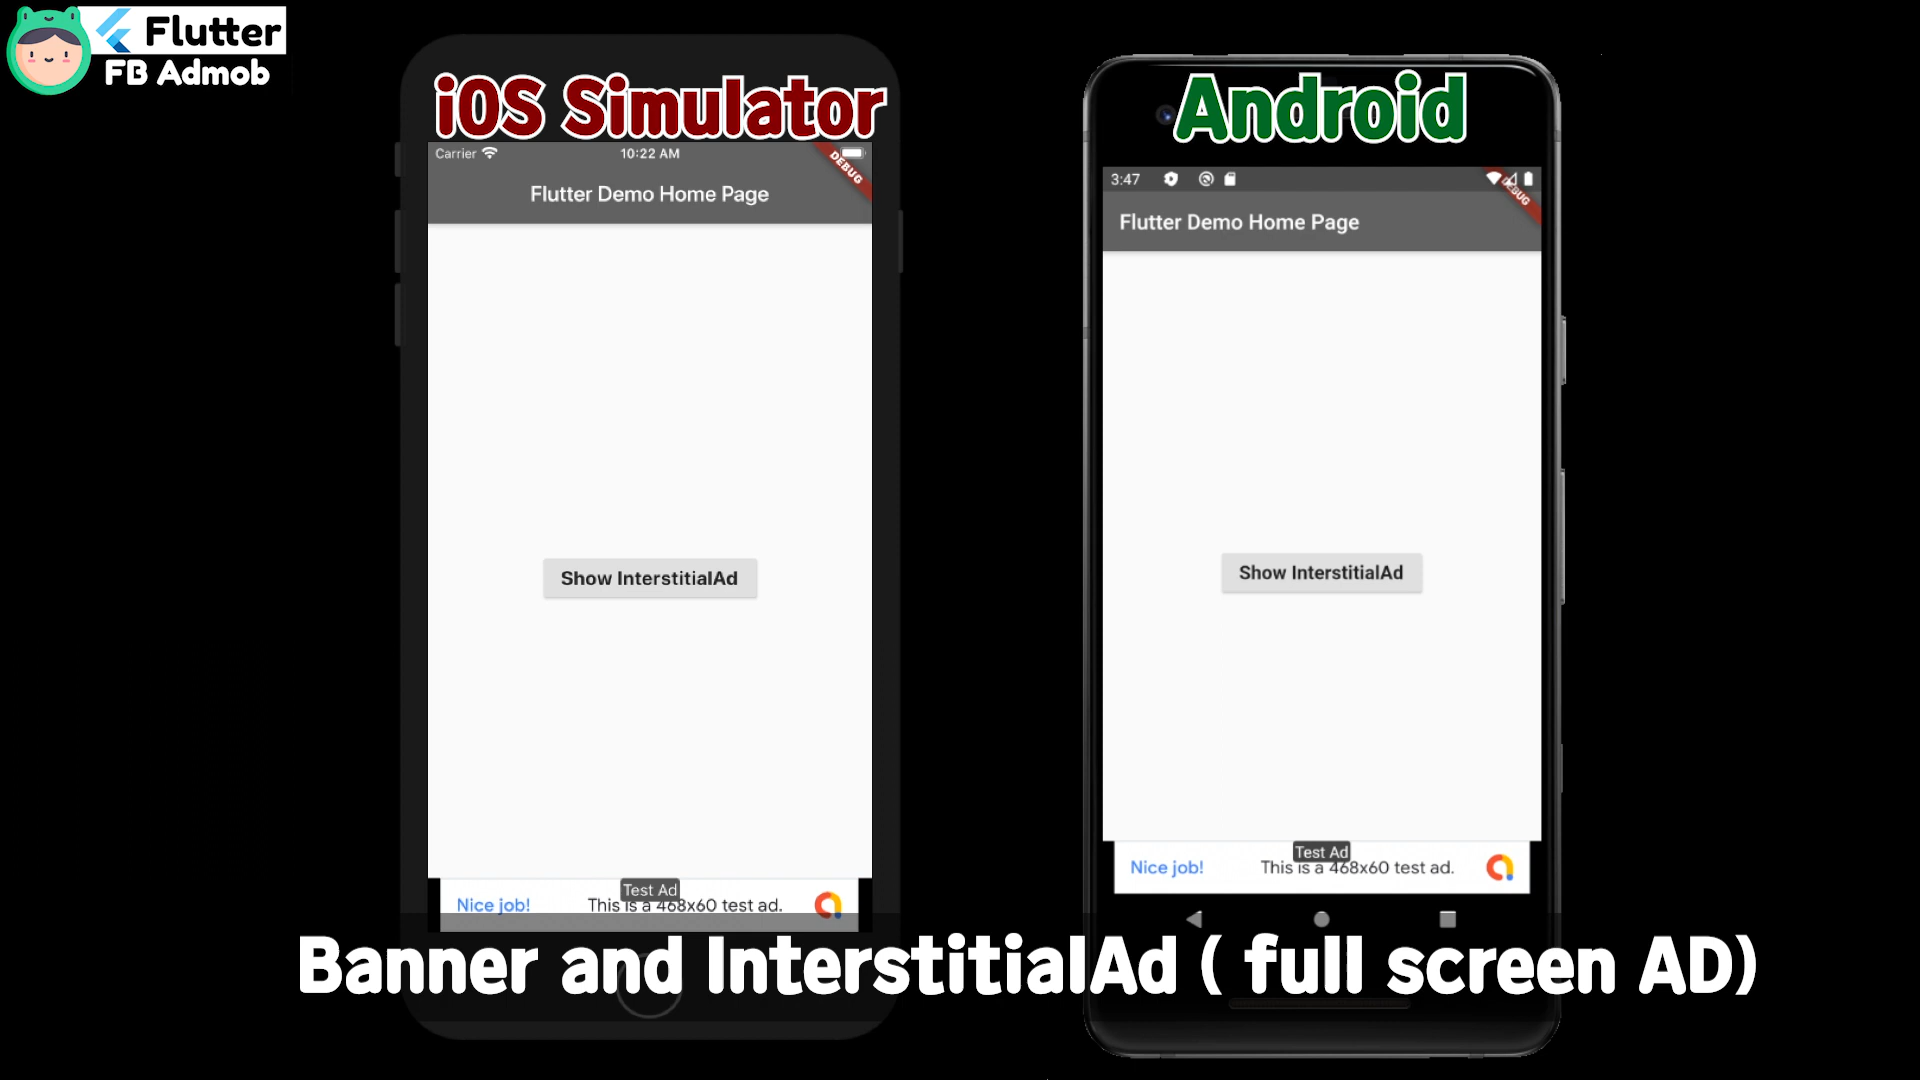 Flutter
FB Admob
iOS Simulator
Carrier
10:22 AM
DEBUG
Flutter Demo Home Page
Show InterstitialAd
Test Ad
Nice job!
This is a 468x60 test ad.
Android
3:47
DEBUG
Flutter Demo Home Page
Show InterstitialAd
Test Ad
Nice job!
This is a 468x60 test ad.
Banner and InterstitialAd ( full screen AD)